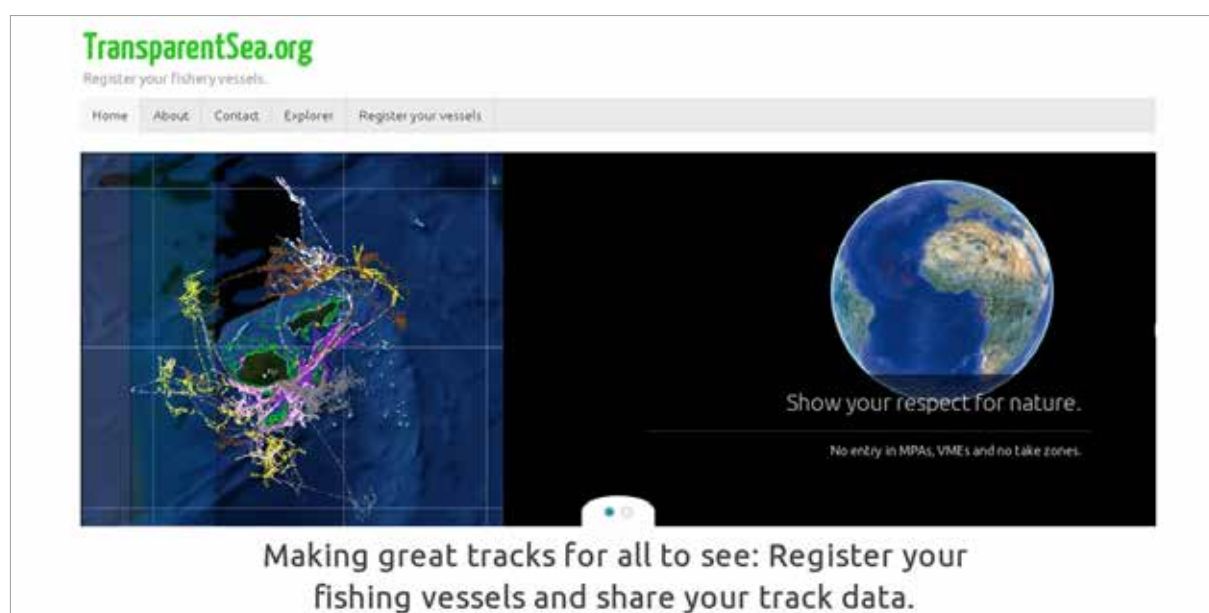 TransparentSea.org
Register your fishery vessels.
Home About Contact Explorer Register your vessels
Show your respect for nature.
No entry in MPAs, VMEs and no take zones.
Making great tracks for all to see: Register your
fishing vessels and share your track data.